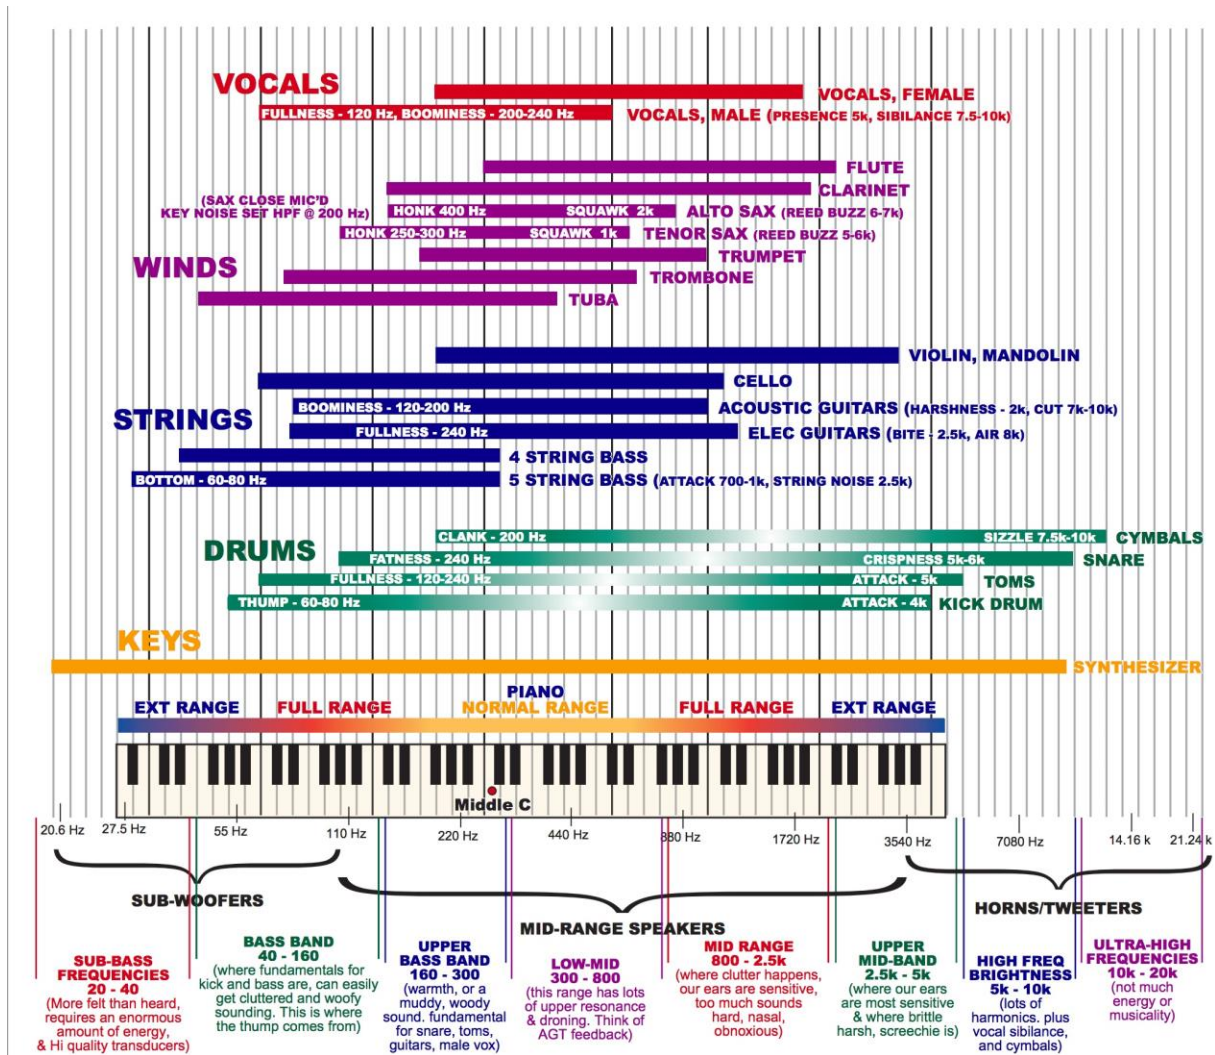 VOCALS
VOCALS, FEMALE
FULLNESS - 120 Hz, BOOMINESS - 200-240 Hz
VOCALS, MALE (PRESENCE 5k, SIBILANCE 7.5-10k)
FLUTE
CLARINET
(SAX CLOSE MIC'D
KEY NOISE SET HPF @ 200 Hz)
HONK 400 Hz
SQUAWK 2k
ALTO SAX (REED BUZZ 6-7k)
HONK 250-300 Hz
SQUAWK 1k
TENOR SAX (REED BUZZ 5-6k)
WINDS
TRUMPET
TROMBONE
TUBA
VIOLIN, MANDOLIN
CELLO
STRINGS
BOOMINESS - 120-200 Hz
ACOUSTIC GUITARS (HARSHNESS - 2k, CUT 7k-10k)
FULLNESS - 240 Hz
ELEC GUITARS (BITE - 2.5k, AIR 8k)
4 STRING BASS
BOTTOM - 60-80 Hz
5 STRING BASS (ATTACK 700-1k, STRING NOISE 2.5k)
DRUMS
CLANK - 200 Hz
SIZZLE 7.5k-10k
CYMBALS
FATNESS - 240 Hz
CRISPNESS 5k-6k
SNARE
FULLNESS - 120-240 Hz
ATTACK - 5k
TOMS
THUMP - 60-80 Hz
ATTACK - 4k
KICK DRUM
KEYS
SYNTHESIZER
PIANO
EXT RANGE
FULL RANGE
NORMAL RANGE
FULL RANGE
EXT RANGE
Middle C
20.6 Hz
27.5 Hz
55 Hz
110 Hz
220 Hz
440 Hz
880 Hz
1720 Hz
3540 Hz
7080 Hz
14.16 k
21.24 k
SUB-WOOFERS
MID-RANGE SPEAKERS
HORNS/TWEETERS
SUB-BASS
FREQUENCIES
20 - 40
(More felt than heard,
requires an enormous
amount of energy,
& Hi quality transducers)
BASS BAND
40 - 160
(where fundamentals for
kick and bass are, can easily
get cluttered and woofy
sounding. This is where
the thump comes from)
UPPER
BASS BAND
160 - 300
(warmth, or a
muddy, woody
sound. fundamental
for snare, toms,
guitars, male vox)
LOW-MID
300 - 800
(this range has lots
of upper resonance
& droning. Think of
AGT feedback)
MID RANGE
800 - 2.5k
(where clutter happens,
our ears are sensitive,
too much sounds
hard, nasal,
obnoxious)
UPPER
MID-BAND
2.5k - 5k
(where our ears
are most sensitive
& where brittle
harsh, screechie is)
HIGH FREQ
BRIGHTNESS
5k - 10k
(lots of
harmonics. plus
vocal sibilance,
and cymbals)
ULTRA-HIGH
FREQUENCIES
10k - 20k
(not much
energy or
musicality)